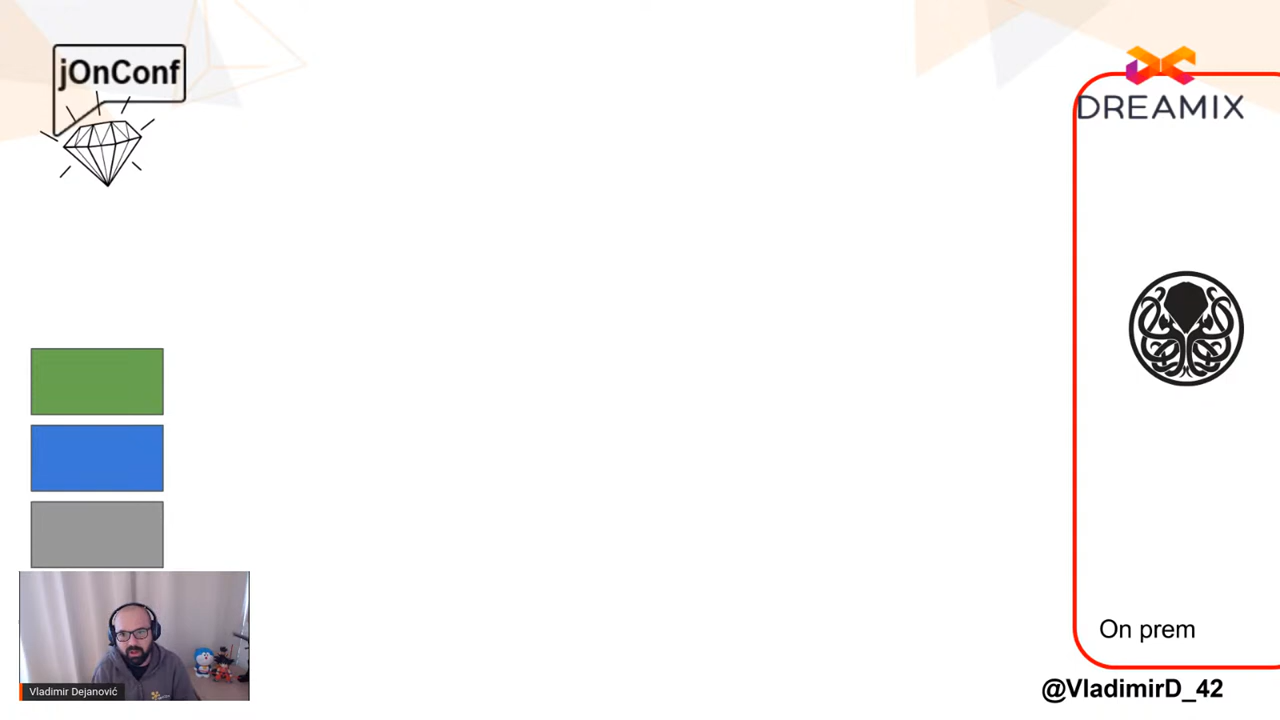 jOnConf
DREAMIX
On prem
Vladimir Dejanović
@VladimirD_42